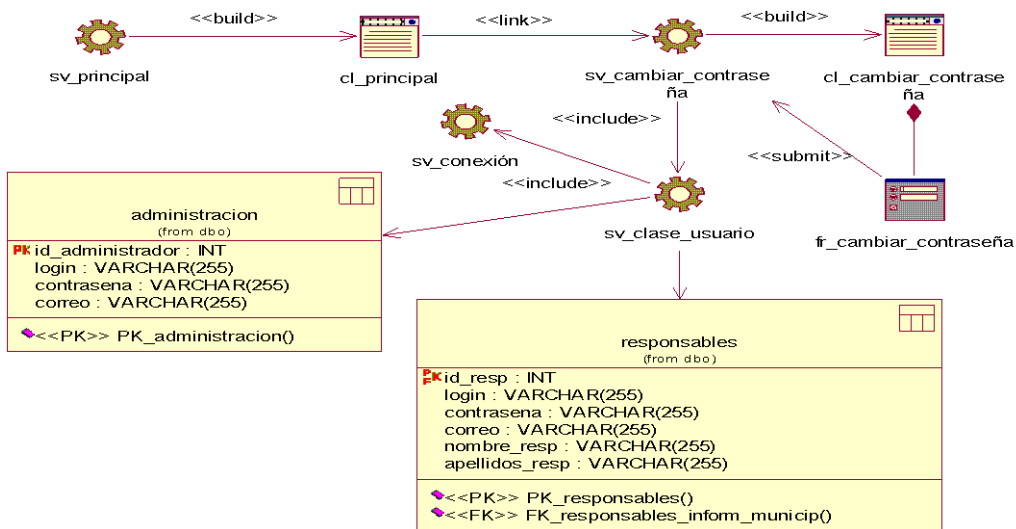 <<build>>
<<link>>
<<build>>
sv_principal
cl_principal
sv_cambiar_contrase
ña
cl_cambiar_contrase
ña
<<include>>
sv_conexión
<<submit>>
<<include>>
sv_clase_usuario
fr_cambiar_contraseña
administracion
(from dbo)
PK id_administrador : INT
login : VARCHAR(255)
contrasena : VARCHAR(255)
correo : VARCHAR(255)
<<PK>> PK_administracion()
responsables
(from dbo)
PFK id_resp : INT
login : VARCHAR(255)
contrasena : VARCHAR(255)
correo : VARCHAR(255)
nombre_resp : VARCHAR(255)
apellidos_resp : VARCHAR(255)
<<PK>> PK_responsables()
<<FK>> FK_responsables_inform_municip()